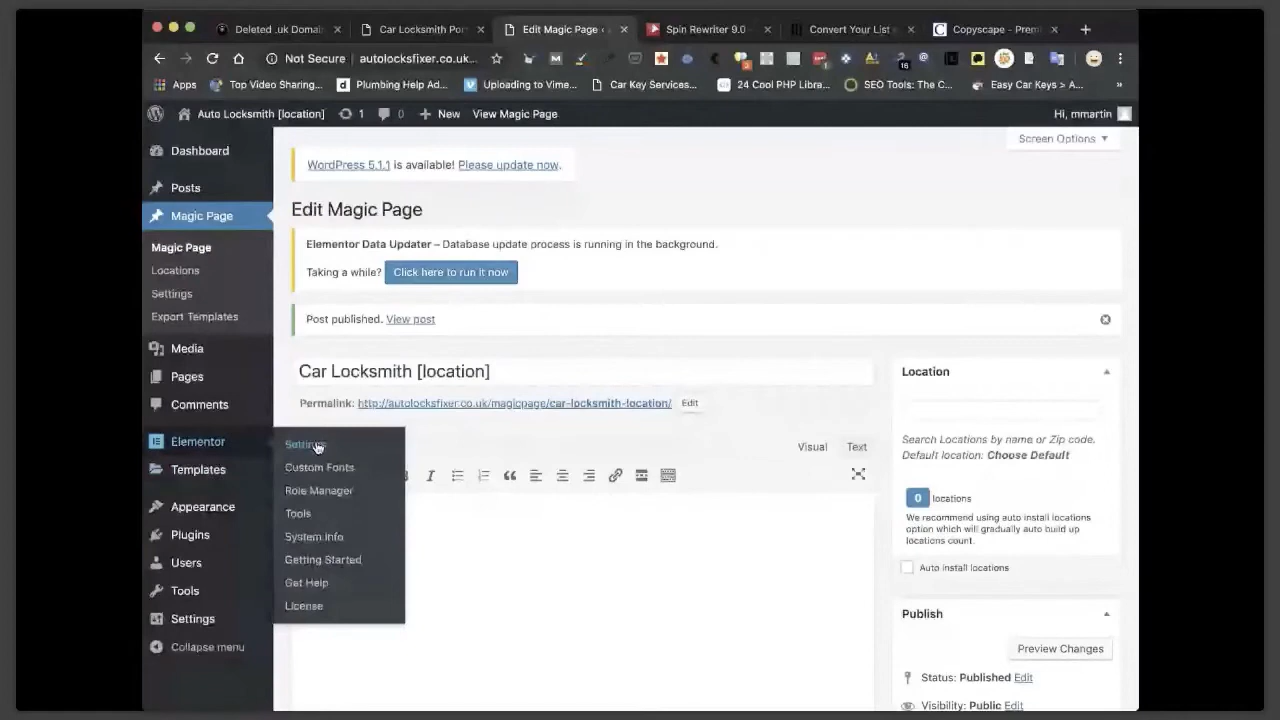 Deleted .uk Domai
Car Locksmith Por
Edit Magic Page
Spin Rewriter 9.0
Convert Your List
Copyscape - Prem
Not Secure
autolocksfixer.co.uk...
Apps
Top Video Sharing...
Plumbing Help Ad...
Uploading to Vime...
Car Key Services...
24 Cool PHP Librar...
SEO Tools: The C...
Easy Car Keys > A...
»
Auto Locksmith [location]
1
0
New
View Magic Page
Hi, mmartin
Screen Options
Dashboard
Posts
Magic Page
Magic Page
Locations
Settings
Export Templates
Media
Pages
Comments
Elementor
Templates
Appearance
Plugins
Users
Tools
Settings
Collapse menu
Settings
Custom Fonts
Role Manager
Tools
System Info
Getting Started
Get Help
License
WordPress 5.1.1 is available! Please update now.
Edit Magic Page
Elementor Data Updater – Database update process is running in the background.
Taking a while? Click here to run it now
Post published. View post
Car Locksmith [location]
Permalink: http://autolocksfixer.co.uk/magicpage/car-locksmith-location/ Edit
Visual
Text
Location
Search Locations by name or Zip code.
Default location: Choose Default
0 locations
We recommend using auto install locations
option which will gradually auto build up
locations count.
Auto install locations
Publish
Preview Changes
Status: Published Edit
Visibility: Public Edit